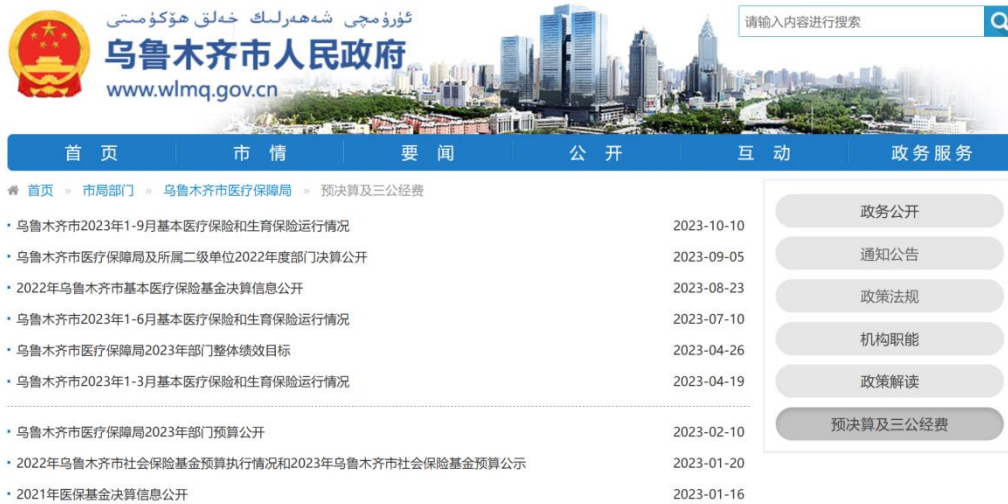 ئۈرۈمچى شەھەرلىك خەلق ھۆكۈمىتى
乌鲁木齐市人民政府
www.wlmq.gov.cn
请输入内容进行搜索
首 页 市 情 要 闻 公 开 互 动 政务服务
首页 » 市局部门 » 乌鲁木齐市医疗保障局 » 预决算及三公经费
乌鲁木齐市2023年1-9月基本医疗保险和生育保险运行情况 2023-10-10
乌鲁木齐市医疗保障局及所属二级单位2022年度部门决算公开 2023-09-05
2022年乌鲁木齐市基本医疗保险基金决算信息公开 2023-08-23
乌鲁木齐市2023年1-6月基本医疗保险和生育保险运行情况 2023-07-10
乌鲁木齐市医疗保障局2023年部门整体绩效目标 2023-04-26
乌鲁木齐市2023年1-3月基本医疗保险和生育保险运行情况 2023-04-19
乌鲁木齐市医疗保障局2023年部门预算公开 2023-02-10
2022年乌鲁木齐市社会保险基金预算执行情况和2023年乌鲁木齐市社会保险基金预算公示 2023-01-20
2021年医保基金决算信息公开 2023-01-16
政务公开
通知公告
政策法规
机构职能
政策解读
预决算及三公经费